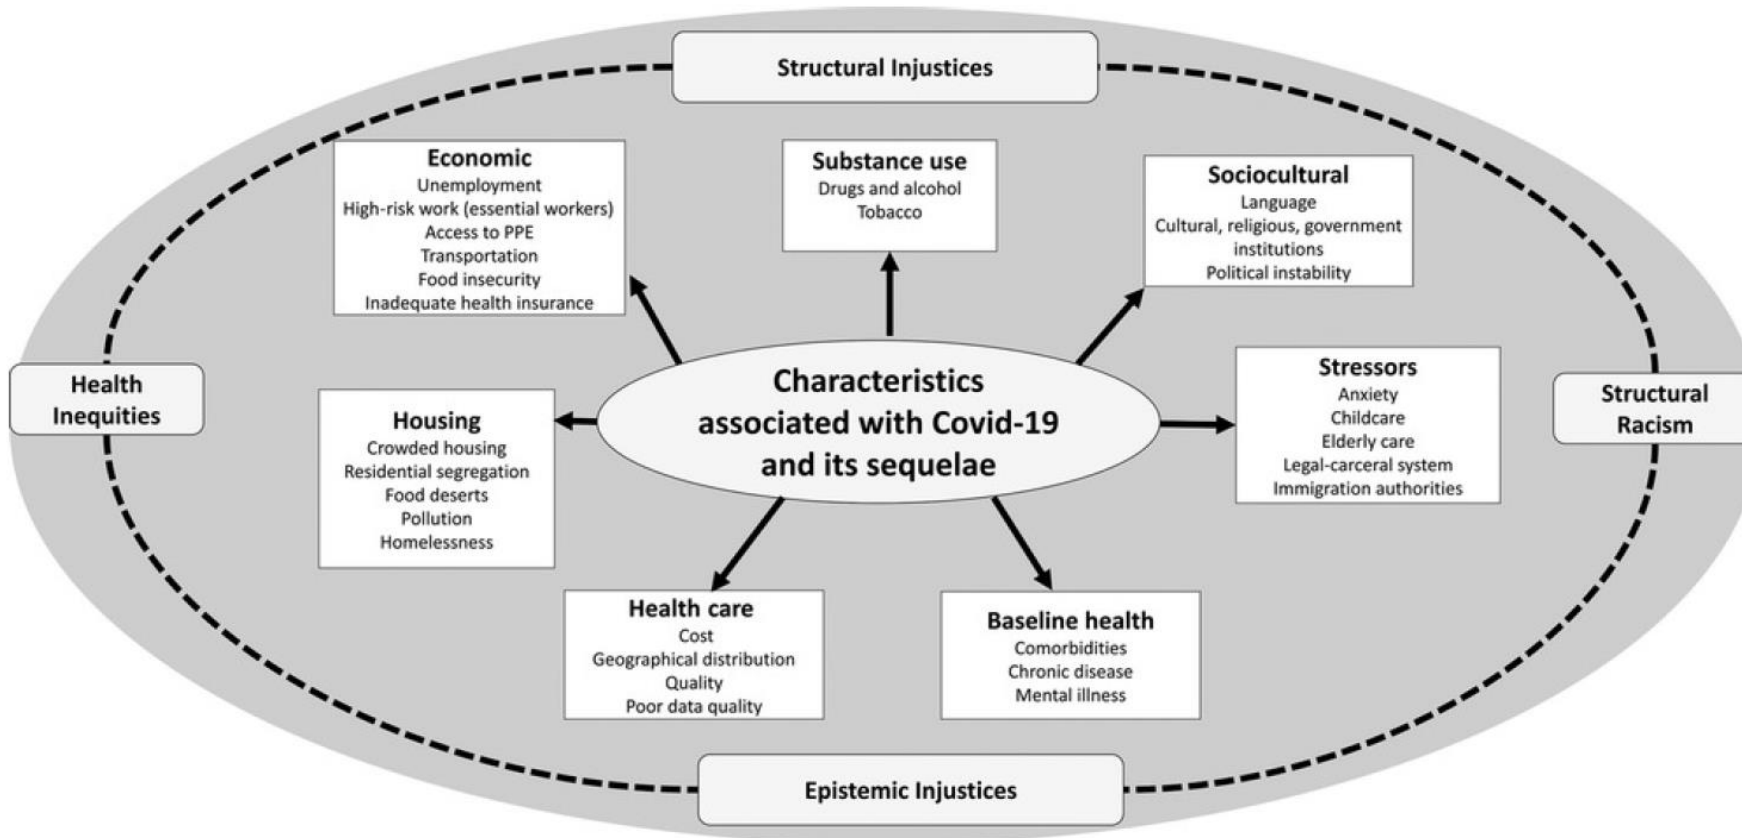 Structural Injustices
Economic
Unemployment
High-risk work (essential workers)
Access to PPE
Transportation
Food insecurity
Inadequate health insurance
Substance use
Drugs and alcohol
Tobacco
Sociocultural
Language
Cultural, religious, government
institutions
Political instability
Health
Inequities
Housing
Crowded housing
Residential segregation
Food deserts
Pollution
Homelessness
Characteristics
associated with Covid-19
and its sequelae
Stressors
Anxiety
Childcare
Elderly care
Legal-carceral system
Immigration authorities
Structural
Racism
Health care
Cost
Geographical distribution
Quality
Poor data quality
Baseline health
Comorbidities
Chronic disease
Mental illness
Epistemic Injustices